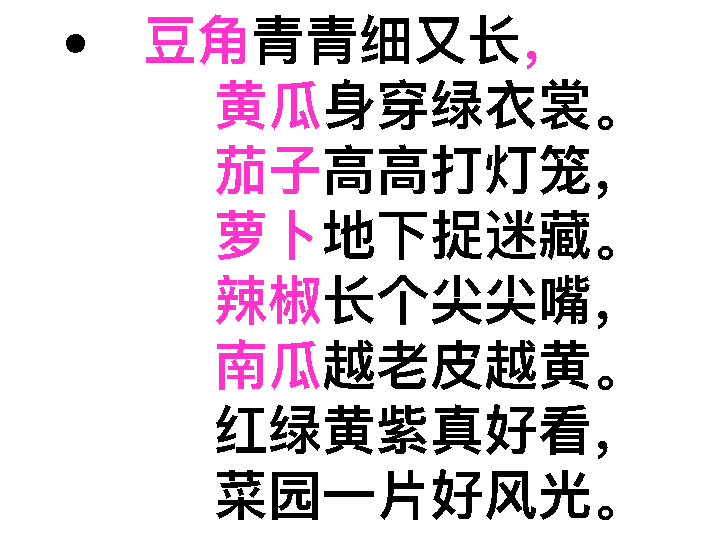 • 豆角青青细又长，
黄瓜身穿绿衣裳。
茄子高高打灯笼，
萝卜地下捉迷藏。
辣椒长个尖尖嘴，
南瓜越老皮越黄。
红绿黄紫真好看，
菜园一片好风光。